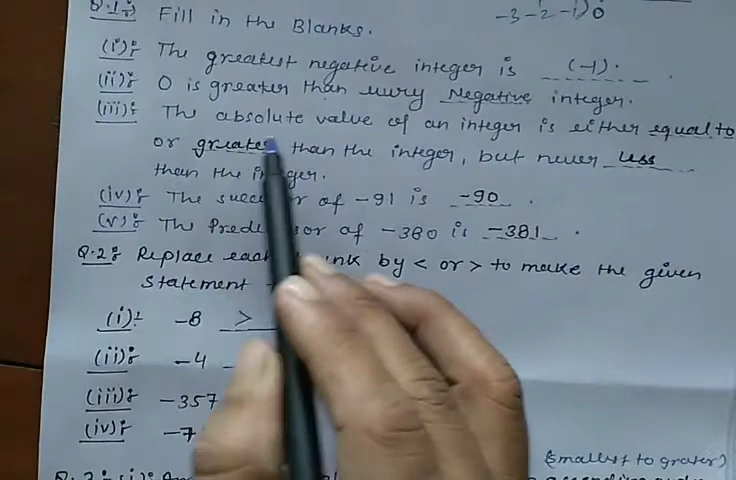 -3 -2 -1) 0
Q.1: Fill in the Blanks.
(i): The greatest negative integer is (-1).
(ii): 0 is greater than every Negative integer.
(iii): The absolute value of an integer is either equal to
or greater than the integer, but never less
than the integer.
(iv): The of -91 is -90.
(v): The of -380 is -381.
Q.2: Replace each by < or > to make the given
Statement
(i): -8 >
(ii): -4
(iii): -357
(iv): -7
(smallest to grater)